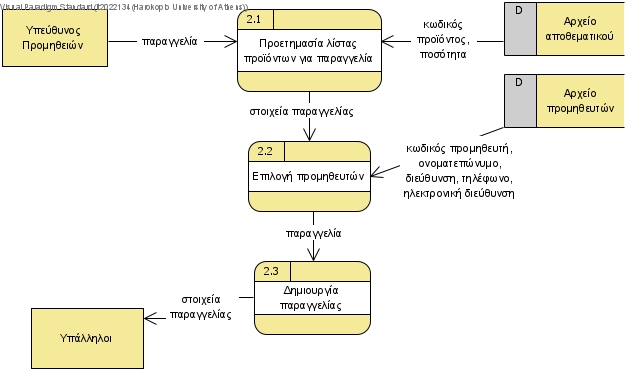 Visual Paradigm Standard(it2022134(Harokopio University of Athens))
Υπεύθυνος
Προμηθειών
παραγγελία
2.1
Προετημασία λίστας
προϊόντων για παραγγελία
κωδικός
προϊόντος,
ποσότητα
D
Αρχείο
αποθεματικού
D
Αρχείο
προμηθευτών
στοιχεία παραγγελίας
2.2
Επιλογή προμηθευτών
κωδικός προμηθευτή,
ονοματεπώνυμο,
διεύθυνση, τηλέφωνο,
ηλεκτρονική διεύθυνση
παραγγελία
2.3
Δημιουργία
παραγγελίας
στοιχεία
παραγγελίας
Υπάλληλοι